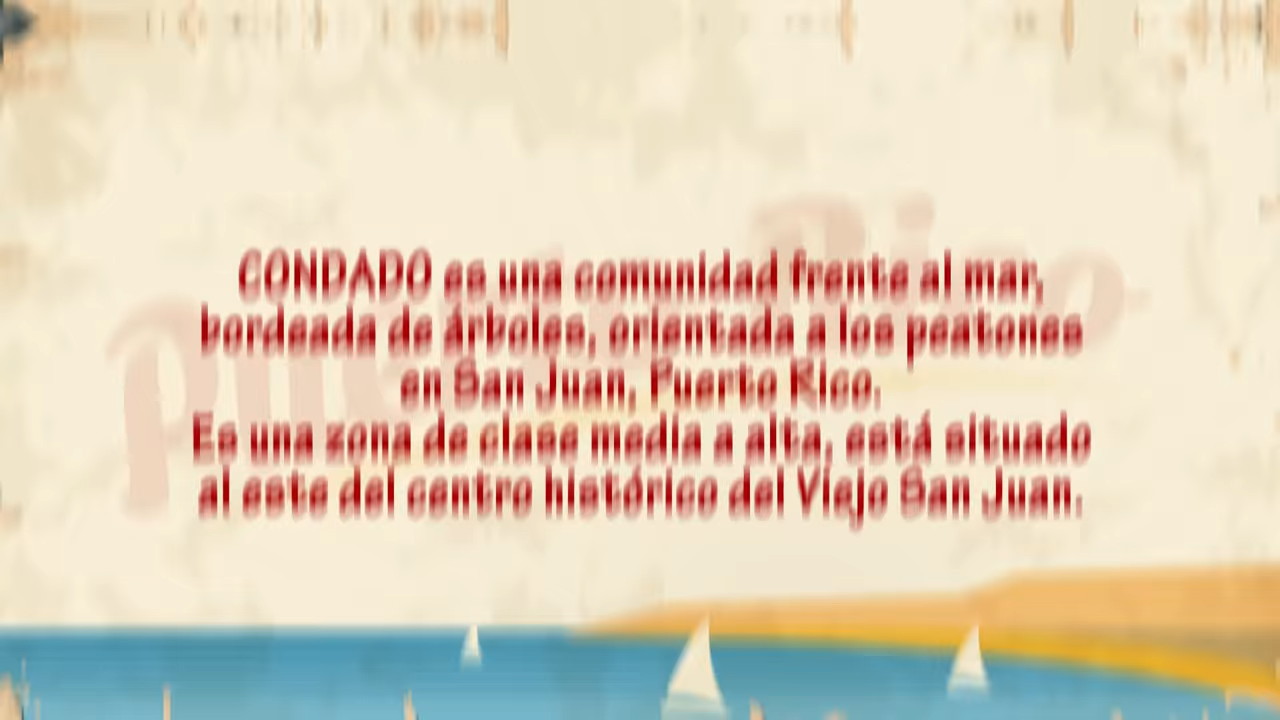 CONDADO es una comunidad frente al mar,
bordeada de árboles, orientada a los peatones
en San Juan, Puerto Rico.
Es una zona de clase media a alta, está situado
al este del centro histórico del Viejo San Juan.